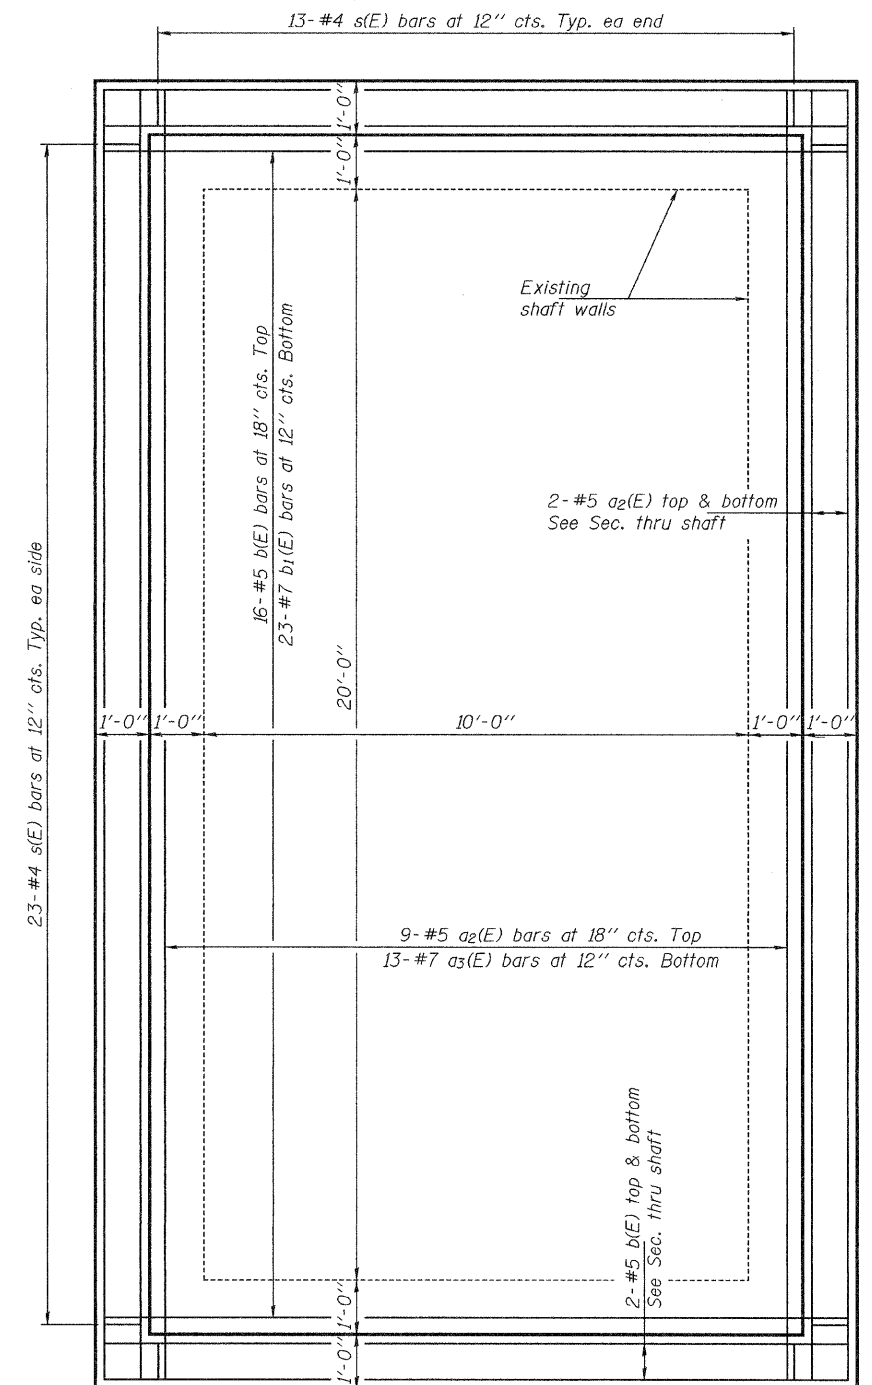 13-#4 s(E) bars at 12" cts. Typ. ea end
1'-0"
1'-0"
Existing
shaft walls
16-#5 b(E) bars at 18" cts. Top
23-#7 b1(E) bars at 12" cts. Bottom
2-#5 a2(E) top & bottom
See Sec. thru shaft
23-#4 s(E) bars at 12" cts. Typ. ea side
20'-0"
1'-0"
1'-0"
10'-0"
1'-0"
1'-0"
9-#5 a2(E) bars at 18" cts. Top
13-#7 a3(E) bars at 12" cts. Bottom
2-#5 b(E) top & bottom
See Sec. thru shaft
1'-0"
1'-0"